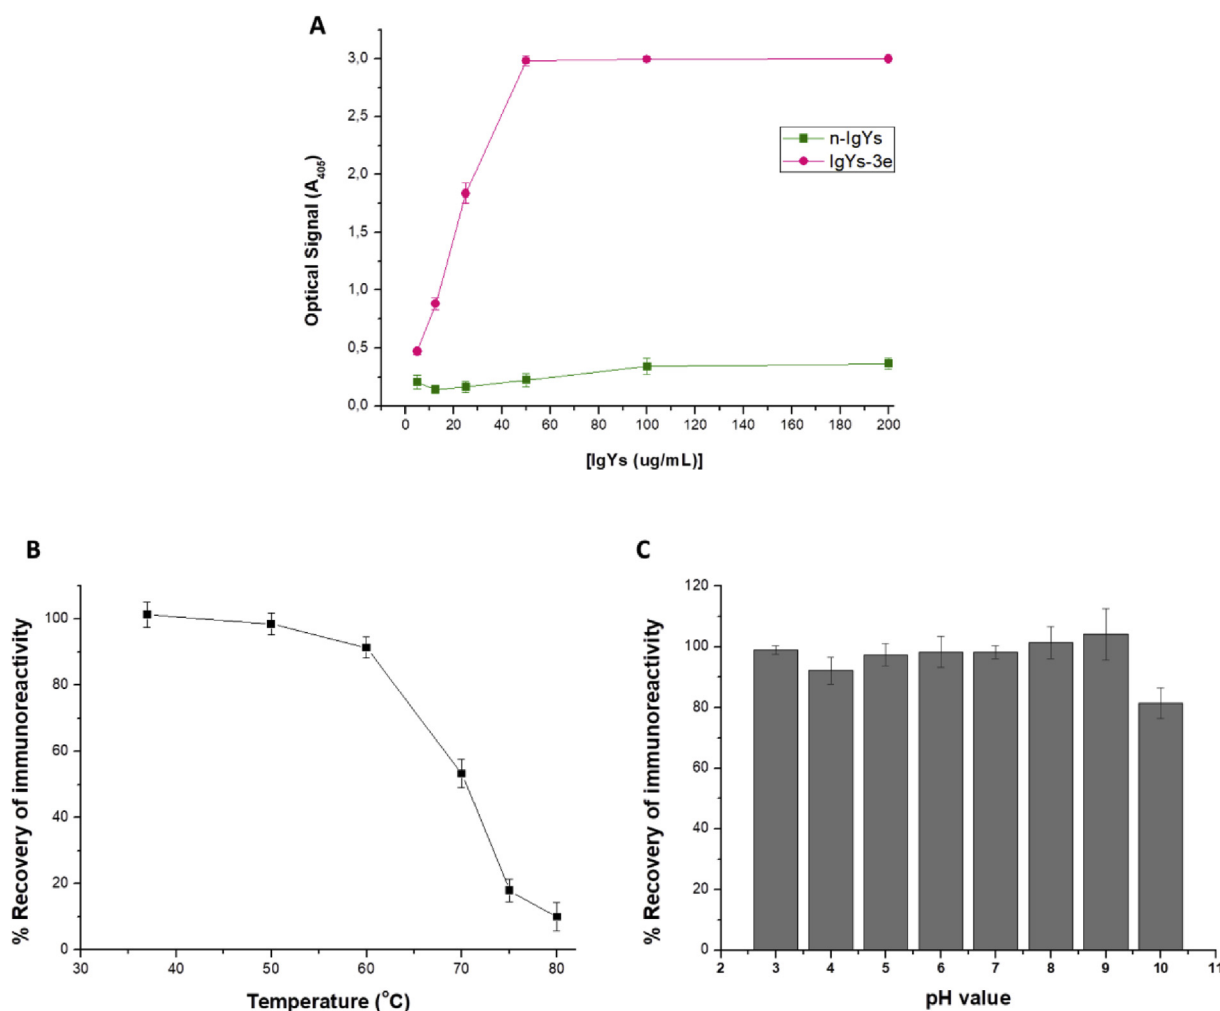 A
3,0
2,5
2,0
1,5
1,0
0,5
0,0
Optical Signal (A405)
n-IgYs
IgYs-3e
0 20 40 60 80 100 120 140 160 180 200
[IgYs (ug/mL)]
B
100
80
60
40
20
0
% Recovery of immunoreactivity
30 40 50 60 70 80
Temperature (°C)
C
120
100
80
60
40
20
0
% Recovery of immunoreactivity
2 3 4 5 6 7 8 9 10 11
pH value